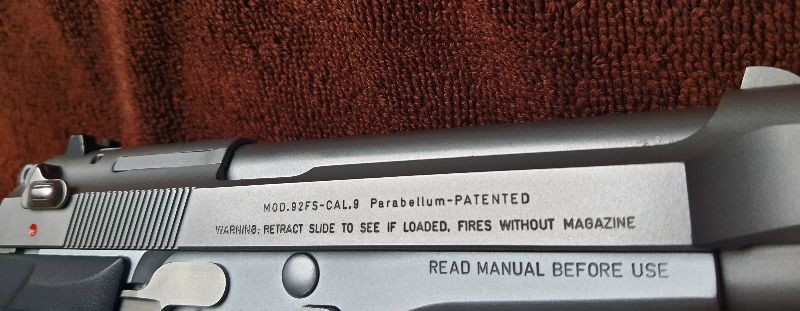 MOD.92FS-CAL.9 Parabellum-PATENTED
WARNING: RETRACT SLIDE TO SEE IF LOADED. FIRES WITHOUT MAGAZINE
READ MANUAL BEFORE USE